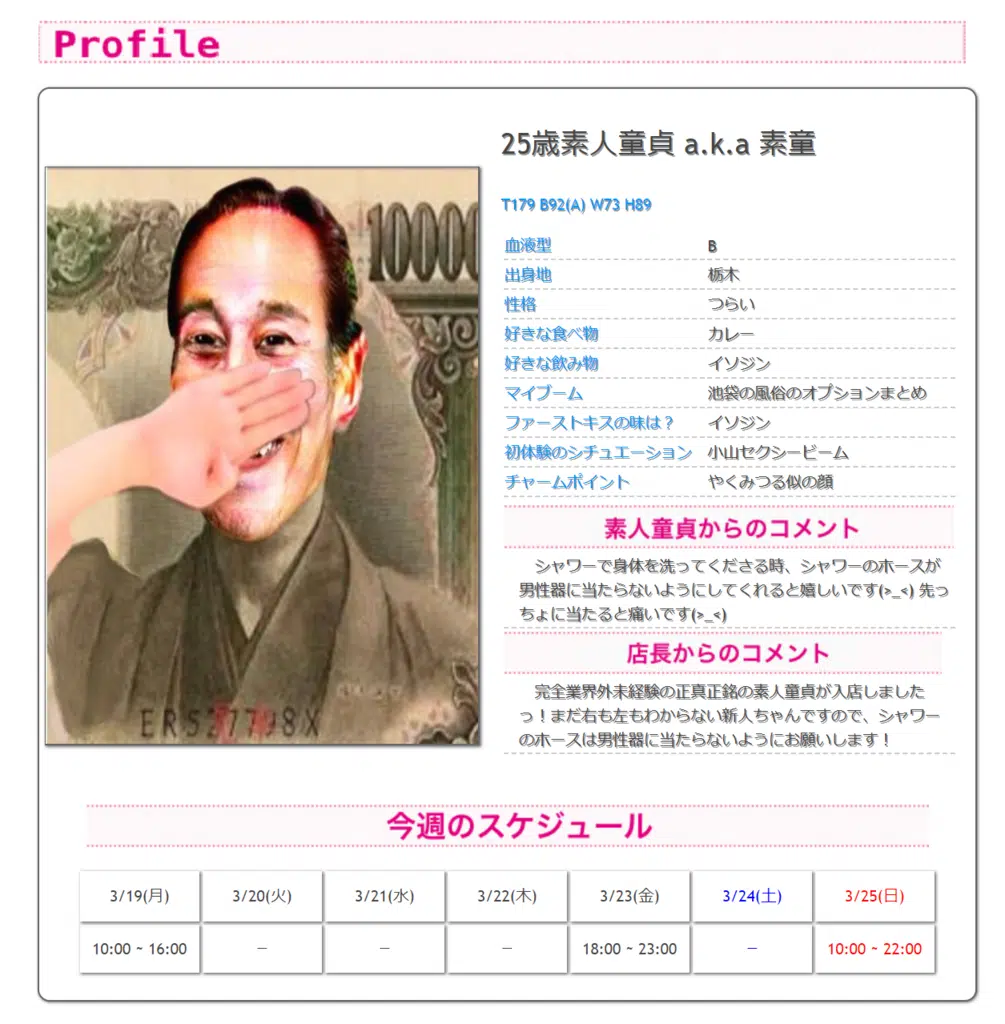 Profile
25歳素人童貞 a.k.a 素童
T179 B92(A) W73 H89
血液型 B
出身地 栃木
性格 つらい
好きな食べ物 カレー
好きな飲み物 イソジン
マイブーム 池袋の風俗のオプションまとめ
ファーストキスの味は？ イソジン
初体験のシチュエーション 小山セクシービーム
チャームポイント やくみつる似の顔
素人童貞からのコメント
シャワーで身体を洗ってくださる時、シャワーのホースが
男性器に当たらないようにしてくれると嬉しいです(>_<) 先っ
ちょに当たると痛いです(>_<)
店長からのコメント
完全業界外未経験の正真正銘の素人童貞が入店しました
っ！まだ右も左もわからない新人ちゃんですので、シャワー
のホースは男性器に当たらないようにお願いします！
10000
今週のスケジュール
3/19(月) 3/20(火) 3/21(水) 3/22(木) 3/23(金) 3/24(土) 3/25(日)
10:00 ~ 16:00 − − − 18:00 ~ 23:00 − 10:00 ~ 22:00